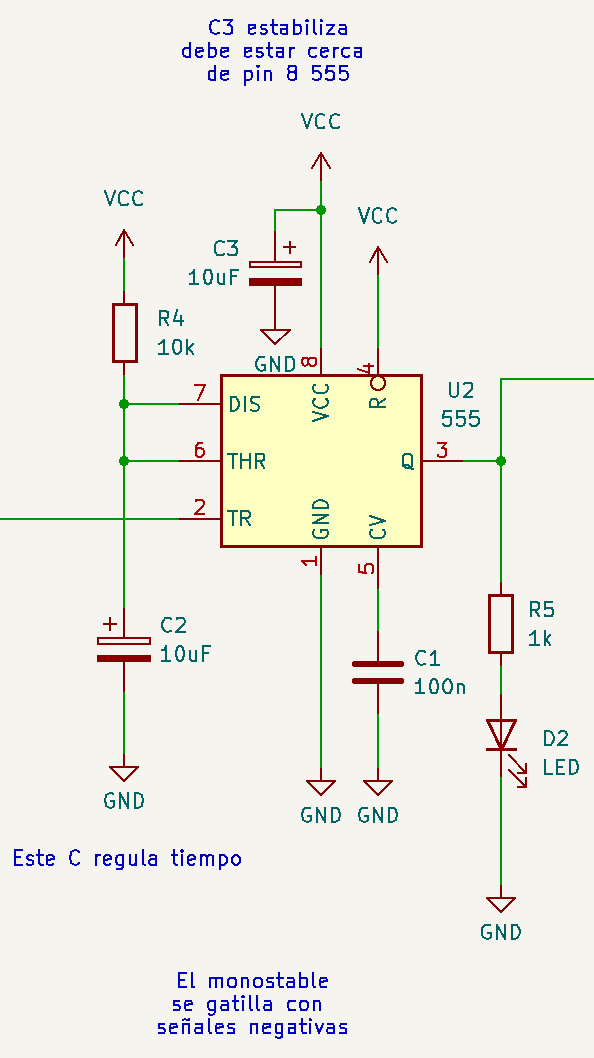 C3 estabiliza
debe estar cerca
de pin 8 555
VCC
VCC
VCC
C3
10uF
+
R4
10k
GND
8
4
U2
555
7
DIS
VCC
R
6
THR
Q
3
2
TR
GND
CV
1
5
+
C2
10uF
R5
1k
C1
100n
D2
LED
GND
GND
GND
Este C regula tiempo
GND
El monostable
se gatilla con
señales negativas